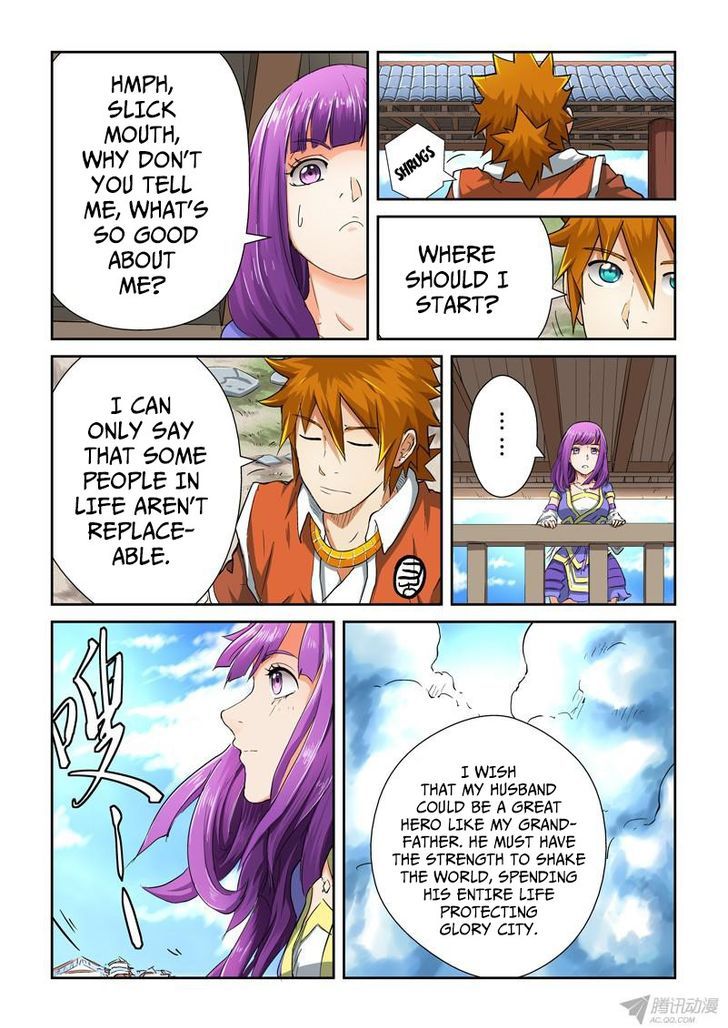 HMPH,
SLICK
MOUTH,
WHY DON'T
YOU TELL
ME, WHAT'S
SO GOOD
ABOUT
ME?
SHRUGS
WHERE
SHOULD I
START?
I CAN
ONLY SAY
THAT SOME
PEOPLE IN
LIFE AREN'T
REPLACE-
ABLE.
......
嗖——
I WISH
THAT MY HUSBAND
COULD BE A GREAT
HERO LIKE MY GRAND-
FATHER. HE MUST HAVE
THE STRENGTH TO SHAKE
THE WORLD, SPENDING
HIS ENTIRE LIFE
PROTECTING
GLORY CITY.
腾讯动漫
AC.QQ.COM